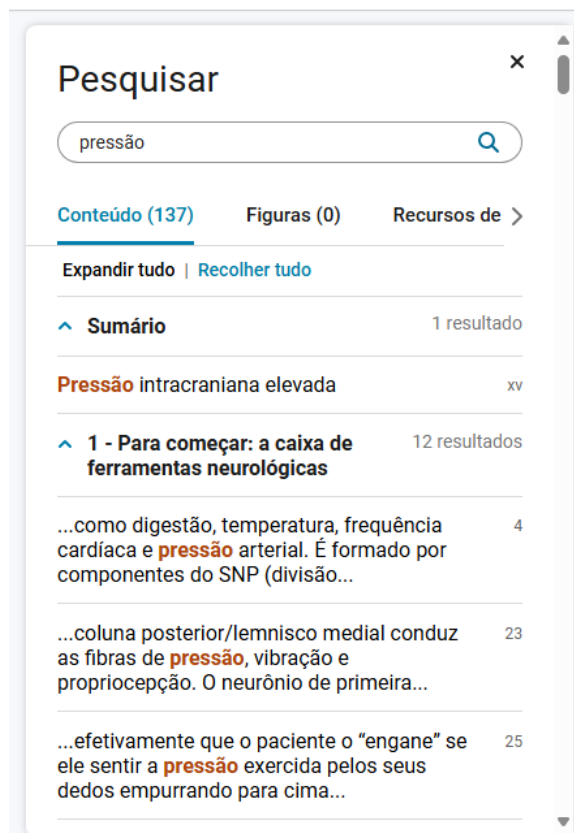 Pesquisar
pressão
Conteúdo (137) Figuras (0) Recursos de
Expandir tudo | Recolher tudo
Sumário 1 resultado
Pressão intracraniana elevada xv
1 - Para começar: a caixa de 12 resultados
ferramentas neurológicas
...como digestão, temperatura, frequência 4
cardíaca e pressão arterial. É formado por
componentes do SNP (divisão...
...coluna posterior/lemnisco medial conduz 23
as fibras de pressão, vibração e
propriocepção. O neurônio de primeira...
...efetivamente que o paciente o “engane” se 25
ele sentir a pressão exercida pelos seus
dedos empurrando para cima...